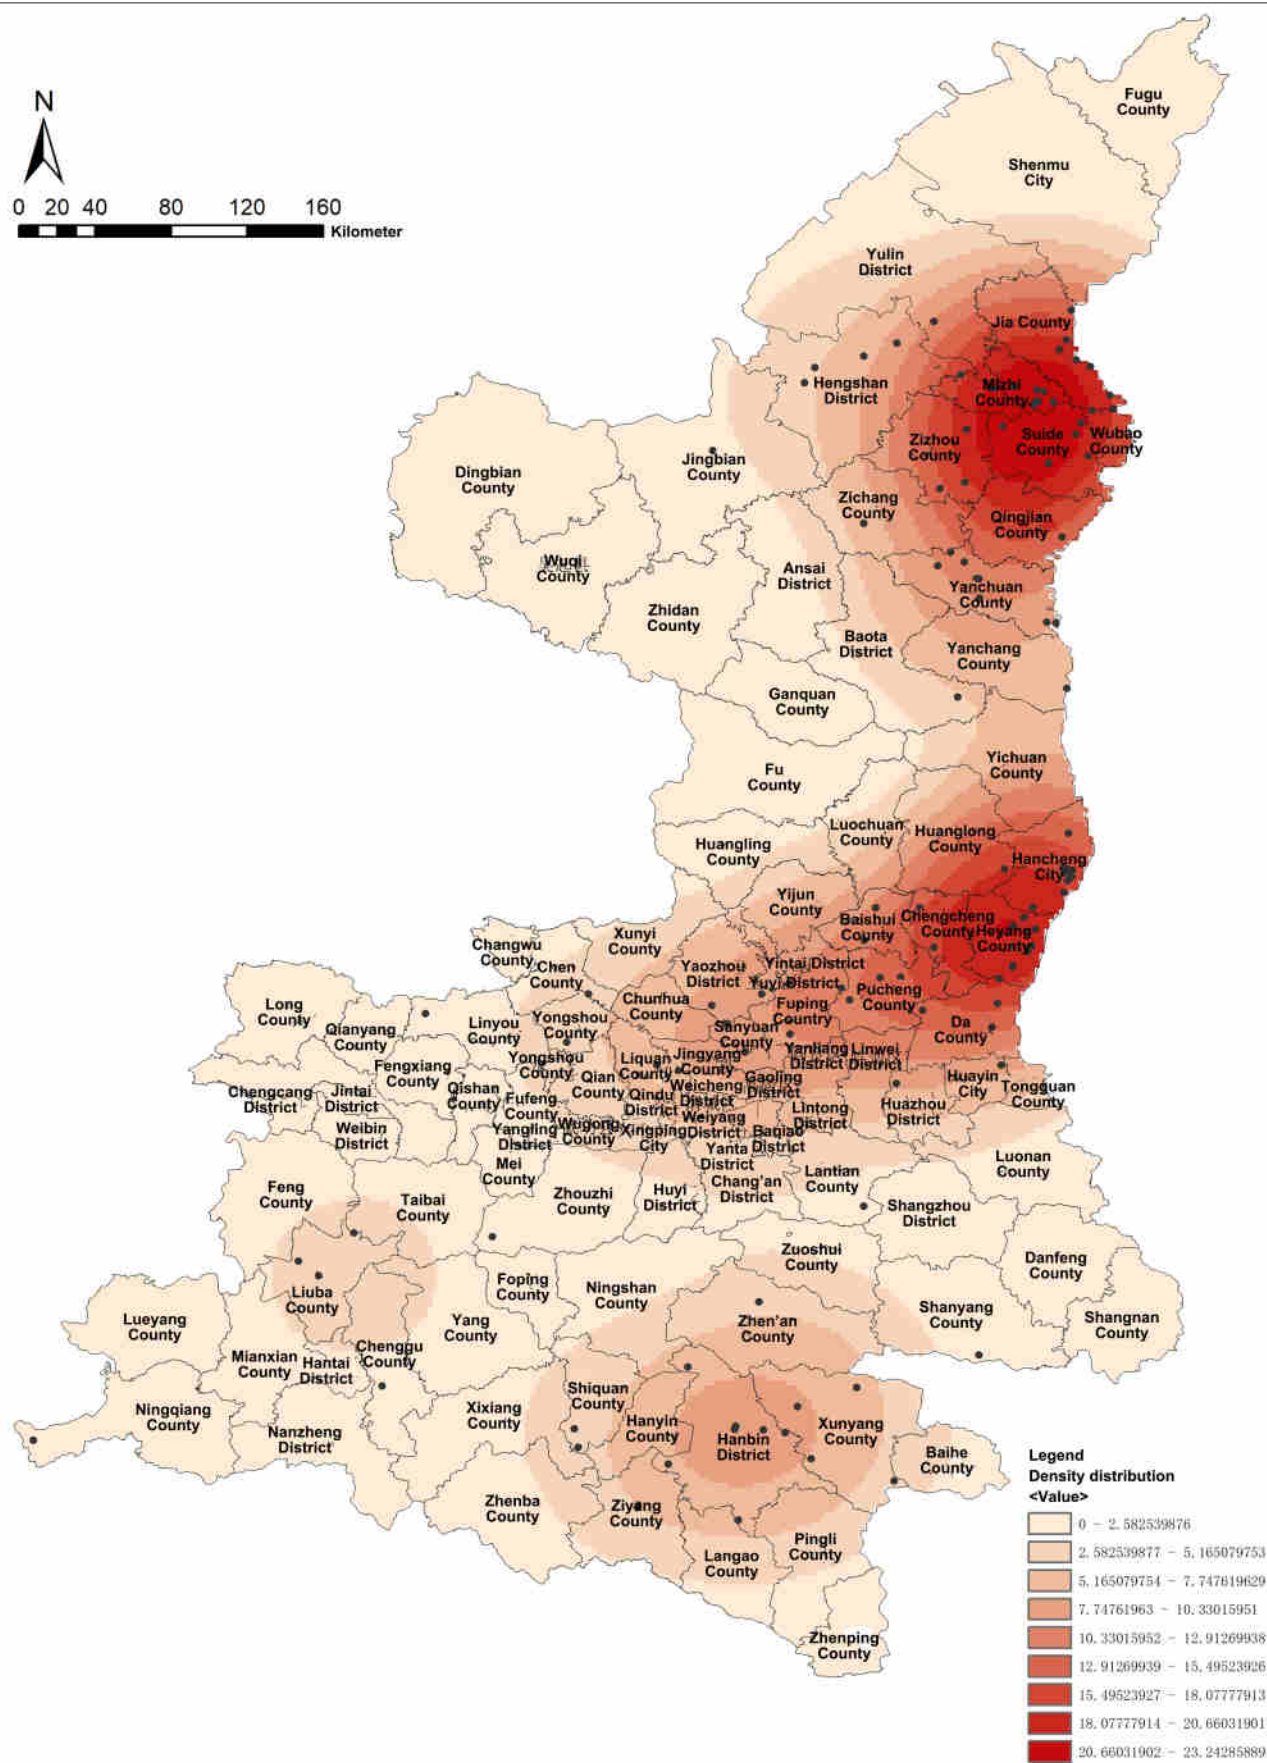 N
0 20 40 80 120 160
Kilometer
Fugu
County
Shenmu
City
Yulin
District
Jia County
Hengshan
District
Mizhi
County
Zizhou
County
Suide
County
Wubao
County
Dingbian
County
Jingbian
County
Zichang
County
Qingjian
County
Wuqi
County
Ansai
District
Yanchuan
County
Zhidan
County
Baota
District
Yanchang
County
Ganquan
County
Yichuan
County
Fu
County
Luochuan
County
Huanglong
County
Huangling
County
Hancheng
City
Yijun
County
Baishui
County
Chengcheng
County
Heyang
County
Xunyi
County
Changwu
County
Chen
County
Yaozhou
District
Yintai District
Yuyi District
Pucheng
County
Long
County
Qianyang
County
Linyou
County
Yongshou
County
Chunhua
County
Fuping
Countty
Sanyuan
County
Da
County
Fengxiang
County
Yongshou
County
Liquan
County
Jingyang
County
Yanliang
District
Linwei
District
Chengcang
District
Jintai
District
Qishan
County
Fufeng
County
Qian
County
Qindu
District
Weicheng
District
Gaoling
District
Huayin
City
Tongguan
County
Weibin
District
Yangling
District
Wugong
County
Xingping
City
Weiyang
District
Baqiao
District
Lintong
District
Huazhou
District
Mei
County
Yanta
District
Luonan
County
Feng
County
Taibai
County
Zhouzhi
County
Huyi
District
Chang'an
District
Lantian
County
Shangzhou
District
Zuoshui
County
Danfeng
County
Liuba
County
Foping
County
Ningshan
County
Lueyang
County
Yang
County
Zhen'an
County
Shanyang
County
Shangnan
County
Mianxian
County
Hantai
District
Chenggu
County
Ningqiang
County
Nanzheng
District
Xixiang
County
Shiquan
County
Hanyin
County
Hanbin
District
Xunyang
County
Baihe
County
Zhenba
County
Ziyang
County
Langao
County
Pingli
County
Zhenping
County
Legend
Density distribution
<Value>
0 - 2.582539876
2.582539877 - 5.165079753
5.165079754 - 7.747619629
7.74761963 - 10.33015951
10.33015952 - 12.91269938
12.91269939 - 15.49523926
15.49523927 - 18.07777913
18.07777914 - 20.66031901
20.66031902 - 23.24285889